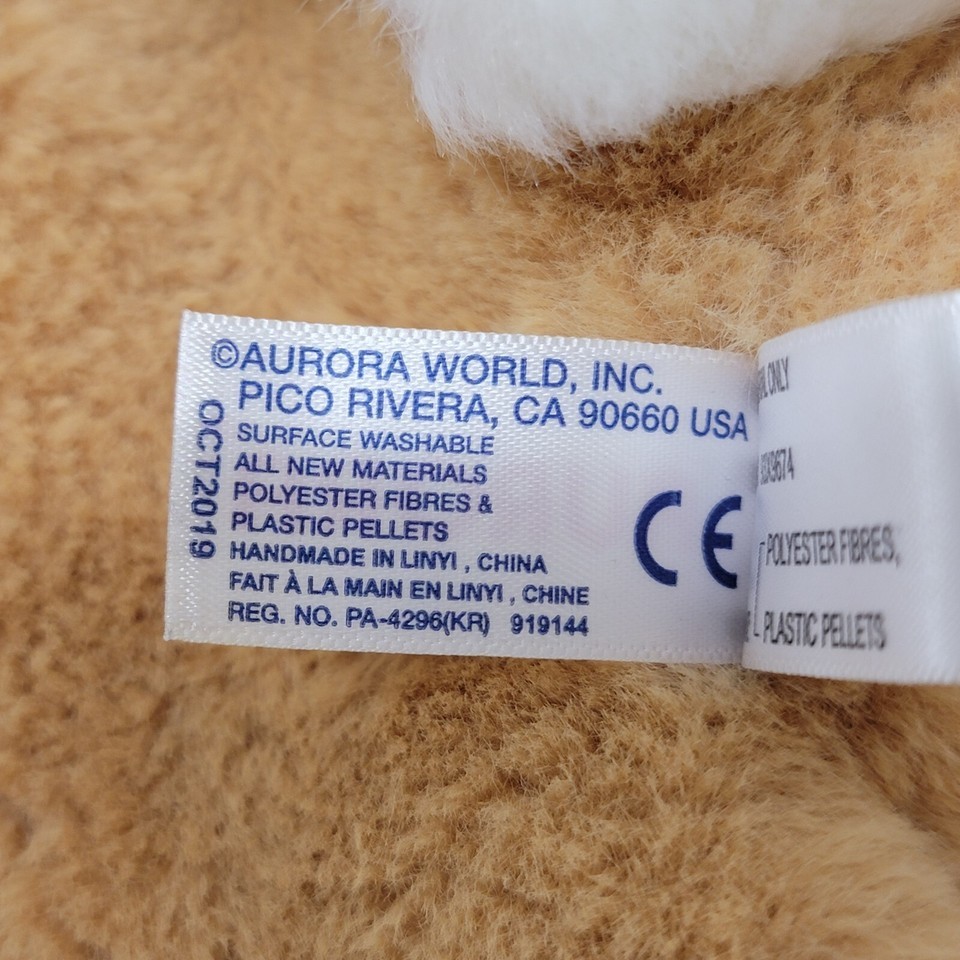 ©AURORA WORLD, INC.
PICO RIVERA, CA 90660 USA
SURFACE WASHABLE
ALL NEW MATERIALS
POLYESTER FIBRES &
PLASTIC PELLETS
HANDMADE IN LINYI , CHINA
FAIT À LA MAIN EN LINYI , CHINE
REG. NO. PA-4296(KR) 919144
OCT2019
CE
ONLY
POLYESTER FIBRES,
PLASTIC PELLETS